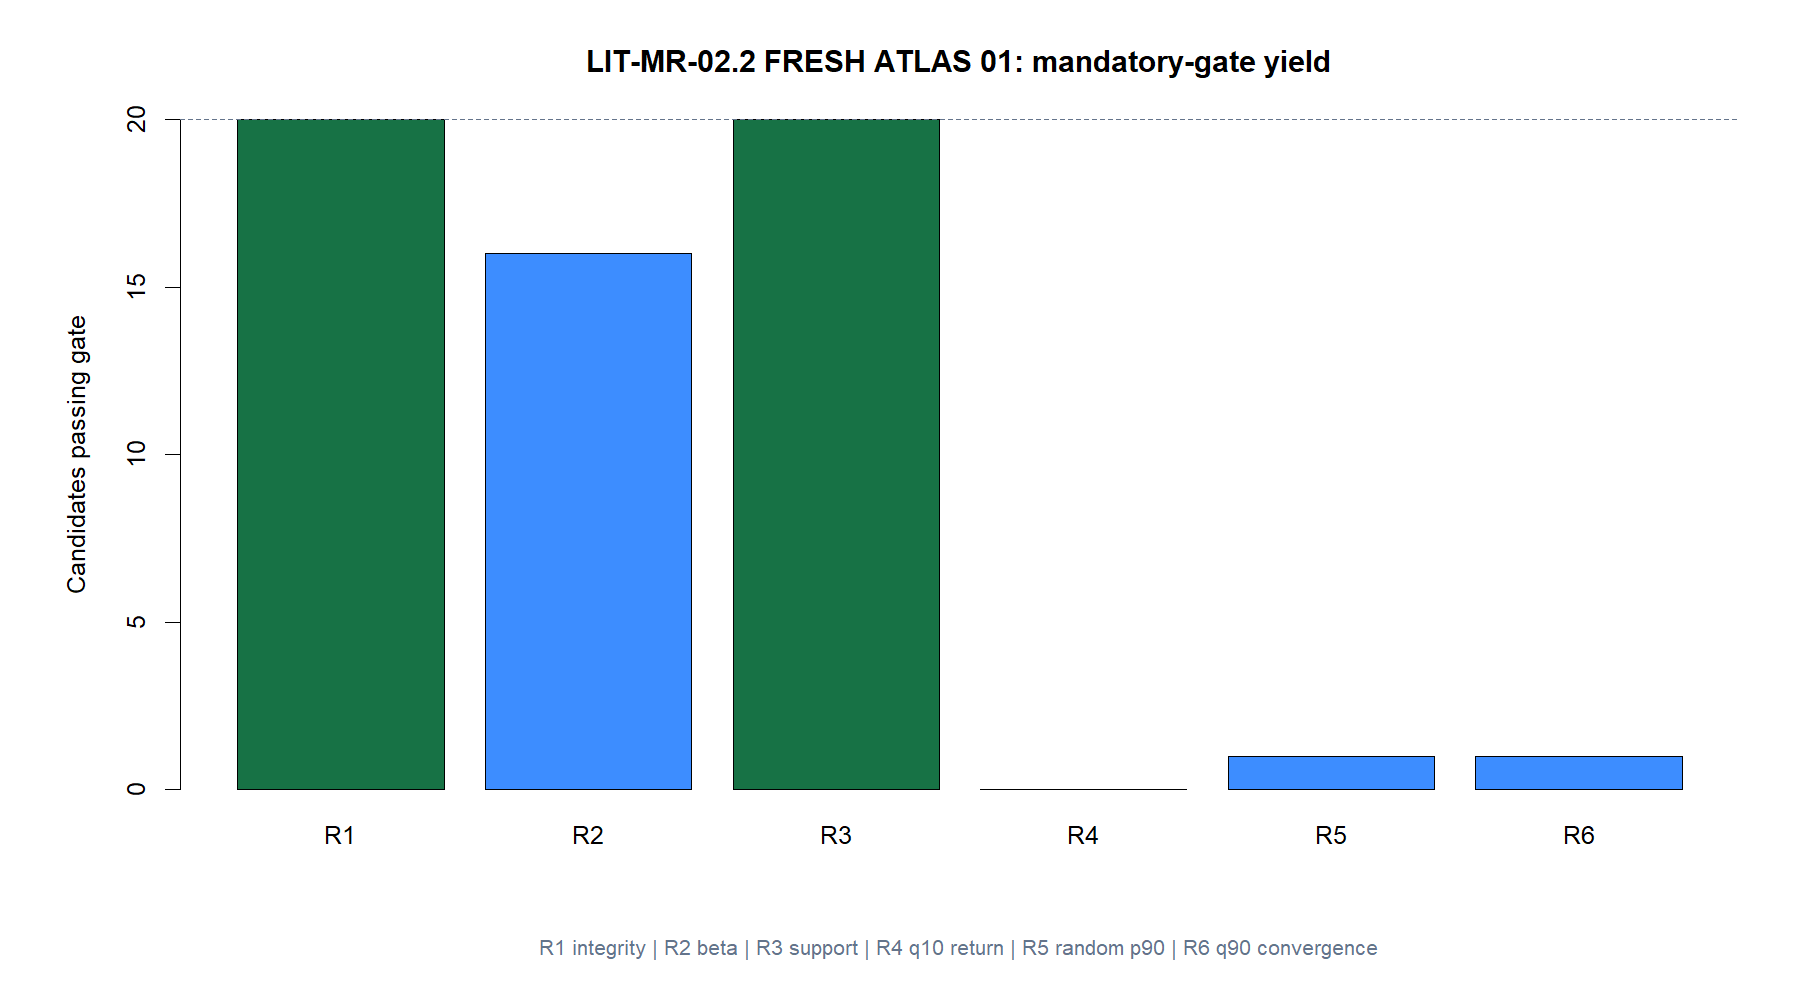 LIT-MR-02.2 FRESH ATLAS 01: mandatory-gate yield
Candidates passing gate
20
15
10
5
0
R1 R2 R3 R4 R5 R6
R1 integrity | R2 beta | R3 support | R4 q10 return | R5 random p90 | R6 q90 convergence